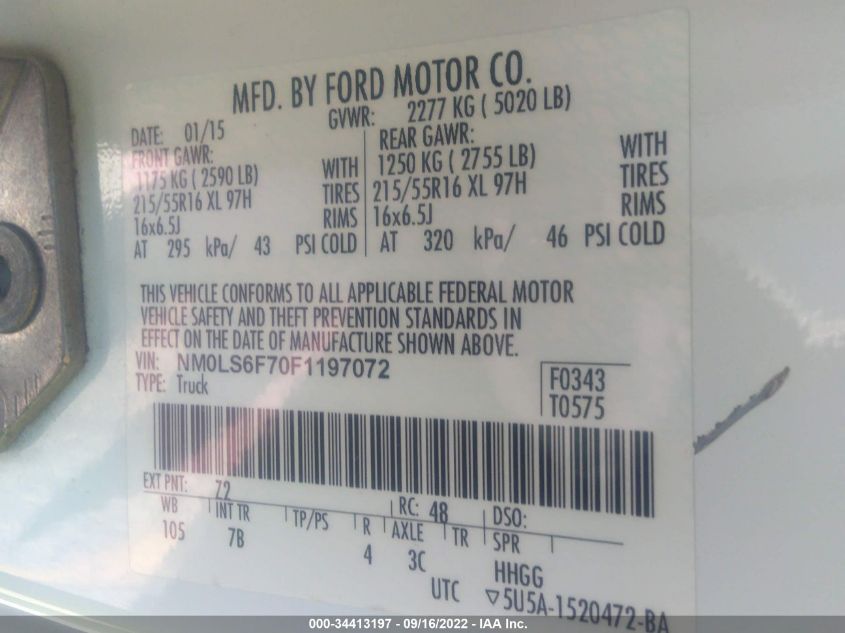 MFD. BY FORD MOTOR CO.
DATE: 01/15 GVWR: 2277 KG ( 5020 LB)
FRONT GAWR: REAR GAWR:
1175 KG ( 2590 LB) WITH 1250 KG ( 2755 LB) WITH
215/55R16 XL 97H TIRES 215/55R16 XL 97H TIRES
16x6.5J RIMS 16x6.5J RIMS
AT 295 kPa/ 43 PSI COLD AT 320 kPa/ 46 PSI COLD
THIS VEHICLE CONFORMS TO ALL APPLICABLE FEDERAL MOTOR
VEHICLE SAFETY AND THEFT PREVENTION STANDARDS IN
EFFECT ON THE DATE OF MANUFACTURE SHOWN ABOVE.
VIN: NM0LS6F70F1197072
TYPE: Truck
F0343
T0575
EXT PNT: 72 RC: 48 DSO:
WB INT TR TP/PS R AXLE TR SPR
105 7B 4 3C HHGG
UTC ▽5U5A-1520472-BA
000-34413197 - 09/16/2022 - IAA Inc.